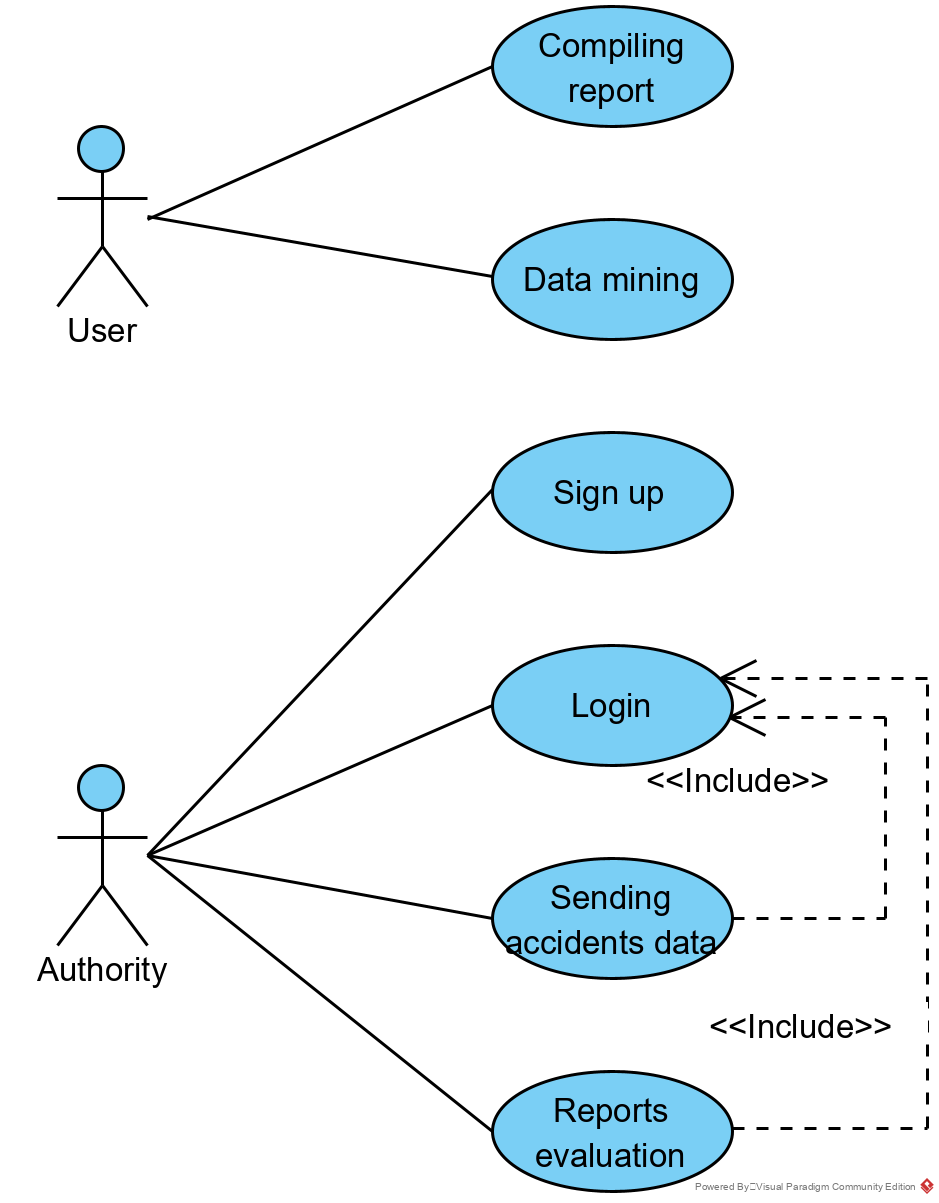 Compiling
report
Data mining
User
Sign up
Login
<<Include>>
Sending
accidents data
Authority
<<Include>>
Reports
evaluation
Powered By Visual Paradigm Community Edition